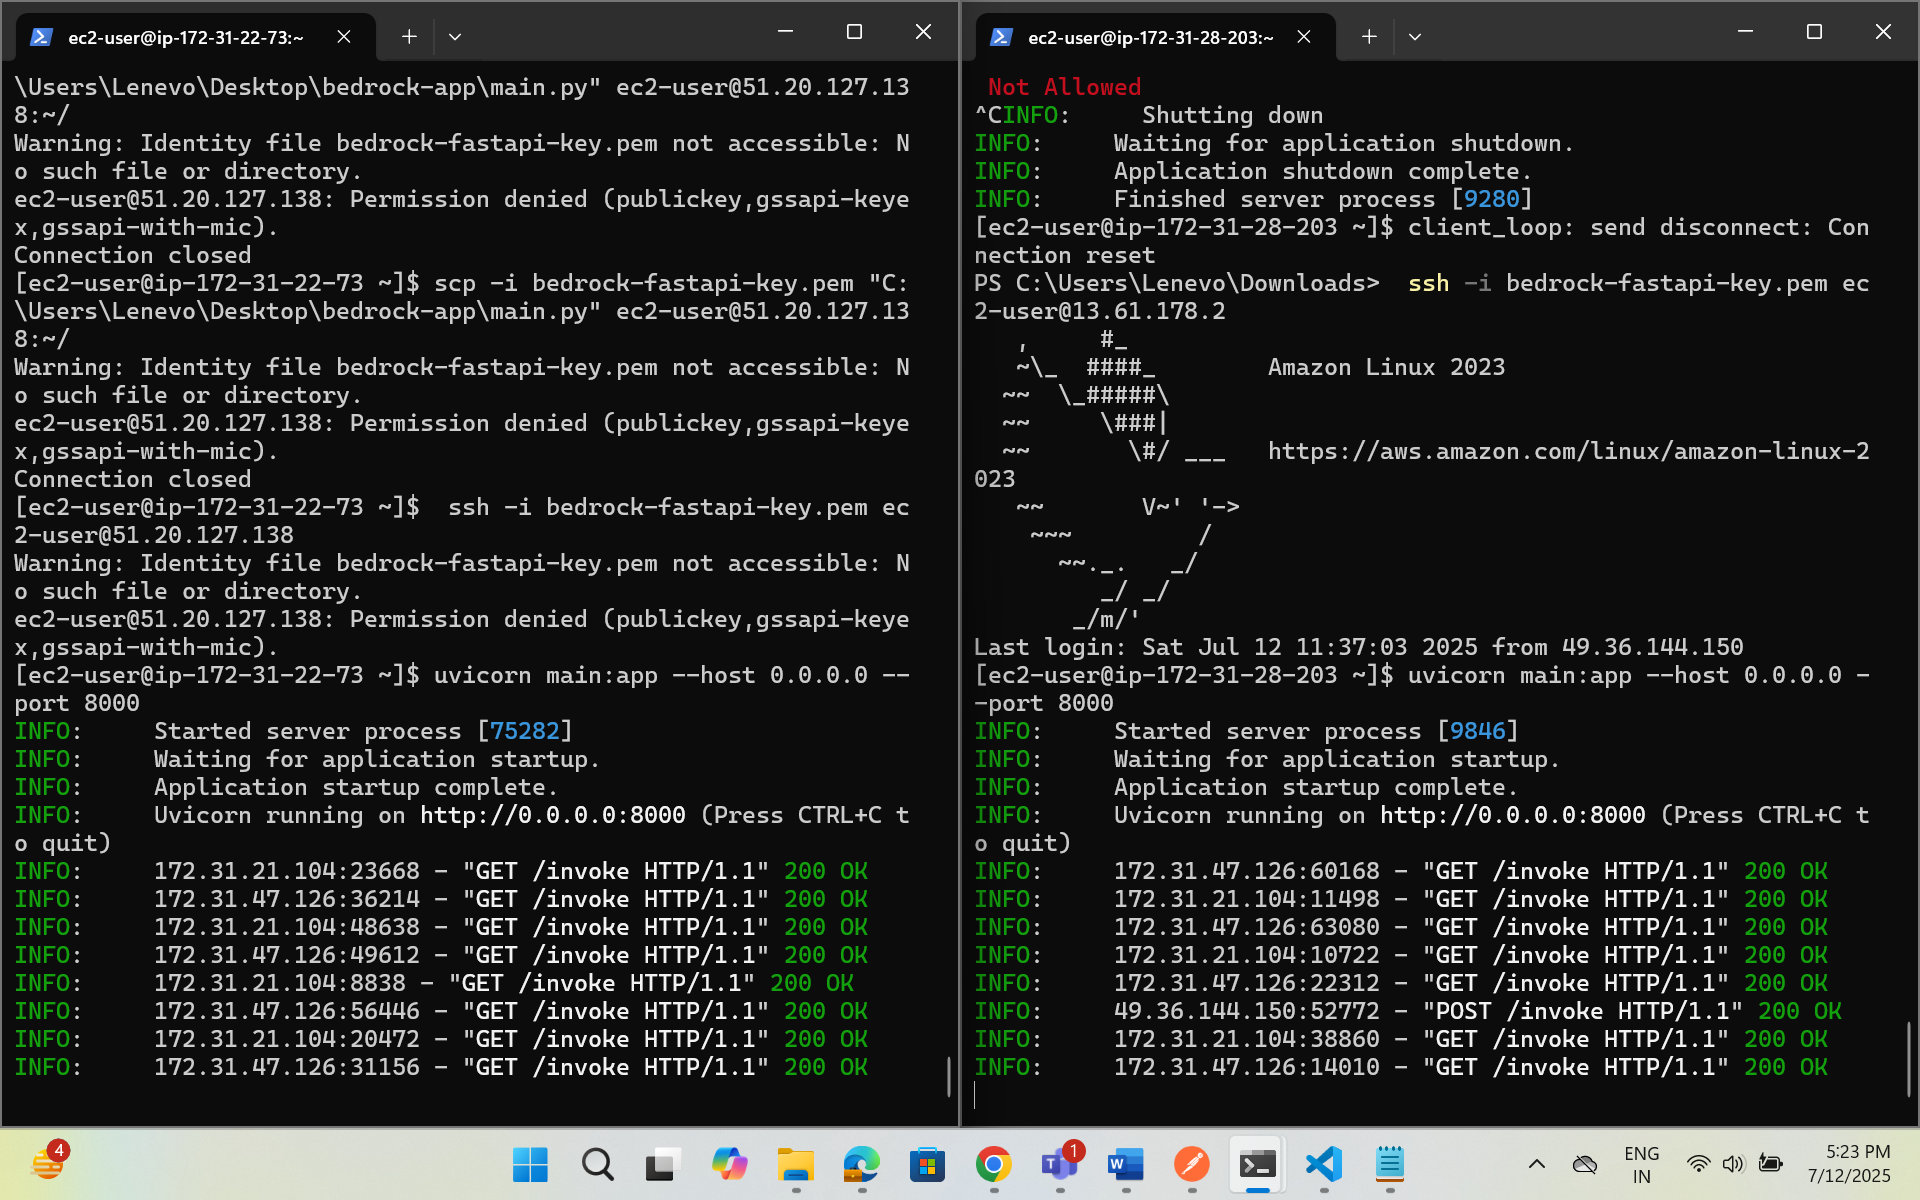 ec2-user@ip-172-31-22-73:~
\Users\Lenevo\Desktop\bedrock-app\main.py" ec2-user@51.20.127.13
8:~/
Warning: Identity file bedrock-fastapi-key.pem not accessible: N
o such file or directory.
ec2-user@51.20.127.138: Permission denied (publickey,gssapi-keye
x,gssapi-with-mic).
Connection closed
[ec2-user@ip-172-31-22-73 ~]$ scp -i bedrock-fastapi-key.pem "C:
\Users\Lenevo\Desktop\bedrock-app\main.py" ec2-user@51.20.127.13
8:~/
Warning: Identity file bedrock-fastapi-key.pem not accessible: N
o such file or directory.
ec2-user@51.20.127.138: Permission denied (publickey,gssapi-keye
x,gssapi-with-mic).
Connection closed
[ec2-user@ip-172-31-22-73 ~]$  ssh -i bedrock-fastapi-key.pem ec
2-user@51.20.127.138
Warning: Identity file bedrock-fastapi-key.pem not accessible: N
o such file or directory.
ec2-user@51.20.127.138: Permission denied (publickey,gssapi-keye
x,gssapi-with-mic).
[ec2-user@ip-172-31-22-73 ~]$ uvicorn main:app --host 0.0.0.0 --
port 8000
INFO:     Started server process [75282]
INFO:     Waiting for application startup.
INFO:     Application startup complete.
INFO:     Uvicorn running on http://0.0.0.0:8000 (Press CTRL+C t
o quit)
INFO:     172.31.21.104:23668 - "GET /invoke HTTP/1.1" 200 OK
INFO:     172.31.47.126:36214 - "GET /invoke HTTP/1.1" 200 OK
INFO:     172.31.21.104:48638 - "GET /invoke HTTP/1.1" 200 OK
INFO:     172.31.47.126:49612 - "GET /invoke HTTP/1.1" 200 OK
INFO:     172.31.21.104:8838 - "GET /invoke HTTP/1.1" 200 OK
INFO:     172.31.47.126:56446 - "GET /invoke HTTP/1.1" 200 OK
INFO:     172.31.21.104:20472 - "GET /invoke HTTP/1.1" 200 OK
INFO:     172.31.47.126:31156 - "GET /invoke HTTP/1.1" 200 OK
ec2-user@ip-172-31-28-203:~
Not Allowed
^CINFO:     Shutting down
INFO:     Waiting for application shutdown.
INFO:     Application shutdown complete.
INFO:     Finished server process [9280]
[ec2-user@ip-172-31-28-203 ~]$ client_loop: send disconnect: Con
nection reset
PS C:\Users\Lenevo\Downloads>  ssh -i bedrock-fastapi-key.pem ec
2-user@13.61.178.2
   ,     #_
   ~\_  ####_        Amazon Linux 2023
  ~~  \_#####\
  ~~     \###|
  ~~       \#/ ___   https://aws.amazon.com/linux/amazon-linux-2
023
   ~~       V~' '->
    ~~~         /
      ~~._.   _/
         _/ _/
       _/m/'
Last login: Sat Jul 12 11:37:03 2025 from 49.36.144.150
[ec2-user@ip-172-31-28-203 ~]$ uvicorn main:app --host 0.0.0.0 -
-port 8000
INFO:     Started server process [9846]
INFO:     Waiting for application startup.
INFO:     Application startup complete.
INFO:     Uvicorn running on http://0.0.0.0:8000 (Press CTRL+C t
o quit)
INFO:     172.31.47.126:60168 - "GET /invoke HTTP/1.1" 200 OK
INFO:     172.31.21.104:11498 - "GET /invoke HTTP/1.1" 200 OK
INFO:     172.31.47.126:63080 - "GET /invoke HTTP/1.1" 200 OK
INFO:     172.31.21.104:10722 - "GET /invoke HTTP/1.1" 200 OK
INFO:     172.31.47.126:22312 - "GET /invoke HTTP/1.1" 200 OK
INFO:     49.36.144.150:52772 - "POST /invoke HTTP/1.1" 200 OK
INFO:     172.31.21.104:38860 - "GET /invoke HTTP/1.1" 200 OK
INFO:     172.31.47.126:14010 - "GET /invoke HTTP/1.1" 200 OK
4
T
1
W
ENG
IN
5:23 PM
7/12/2025